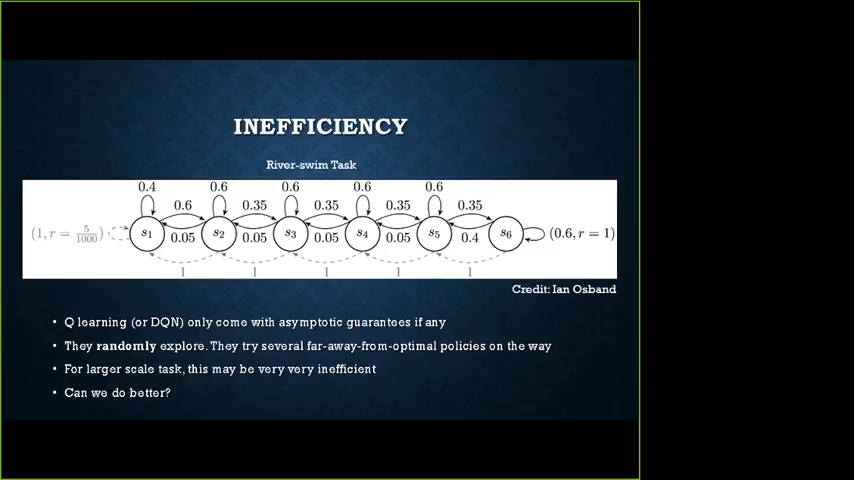 INEFFICIENCY
River-swim Task
0.4 0.6 0.6 0.6 0.6
0.6 0.35 0.35 0.35 0.35
(1, r = 5/1000) s1 s2 s3 s4 s5 s6 (0.6, r = 1)
0.05 0.05 0.05 0.05 0.4
1 1 1 1 1
Credit: Ian Osband
• Q learning (or DQN) only come with asymptotic guarantees if any
• They randomly explore. They try several far-away-from-optimal policies on the way
• For larger scale task, this may be very very inefficient
• Can we do better?